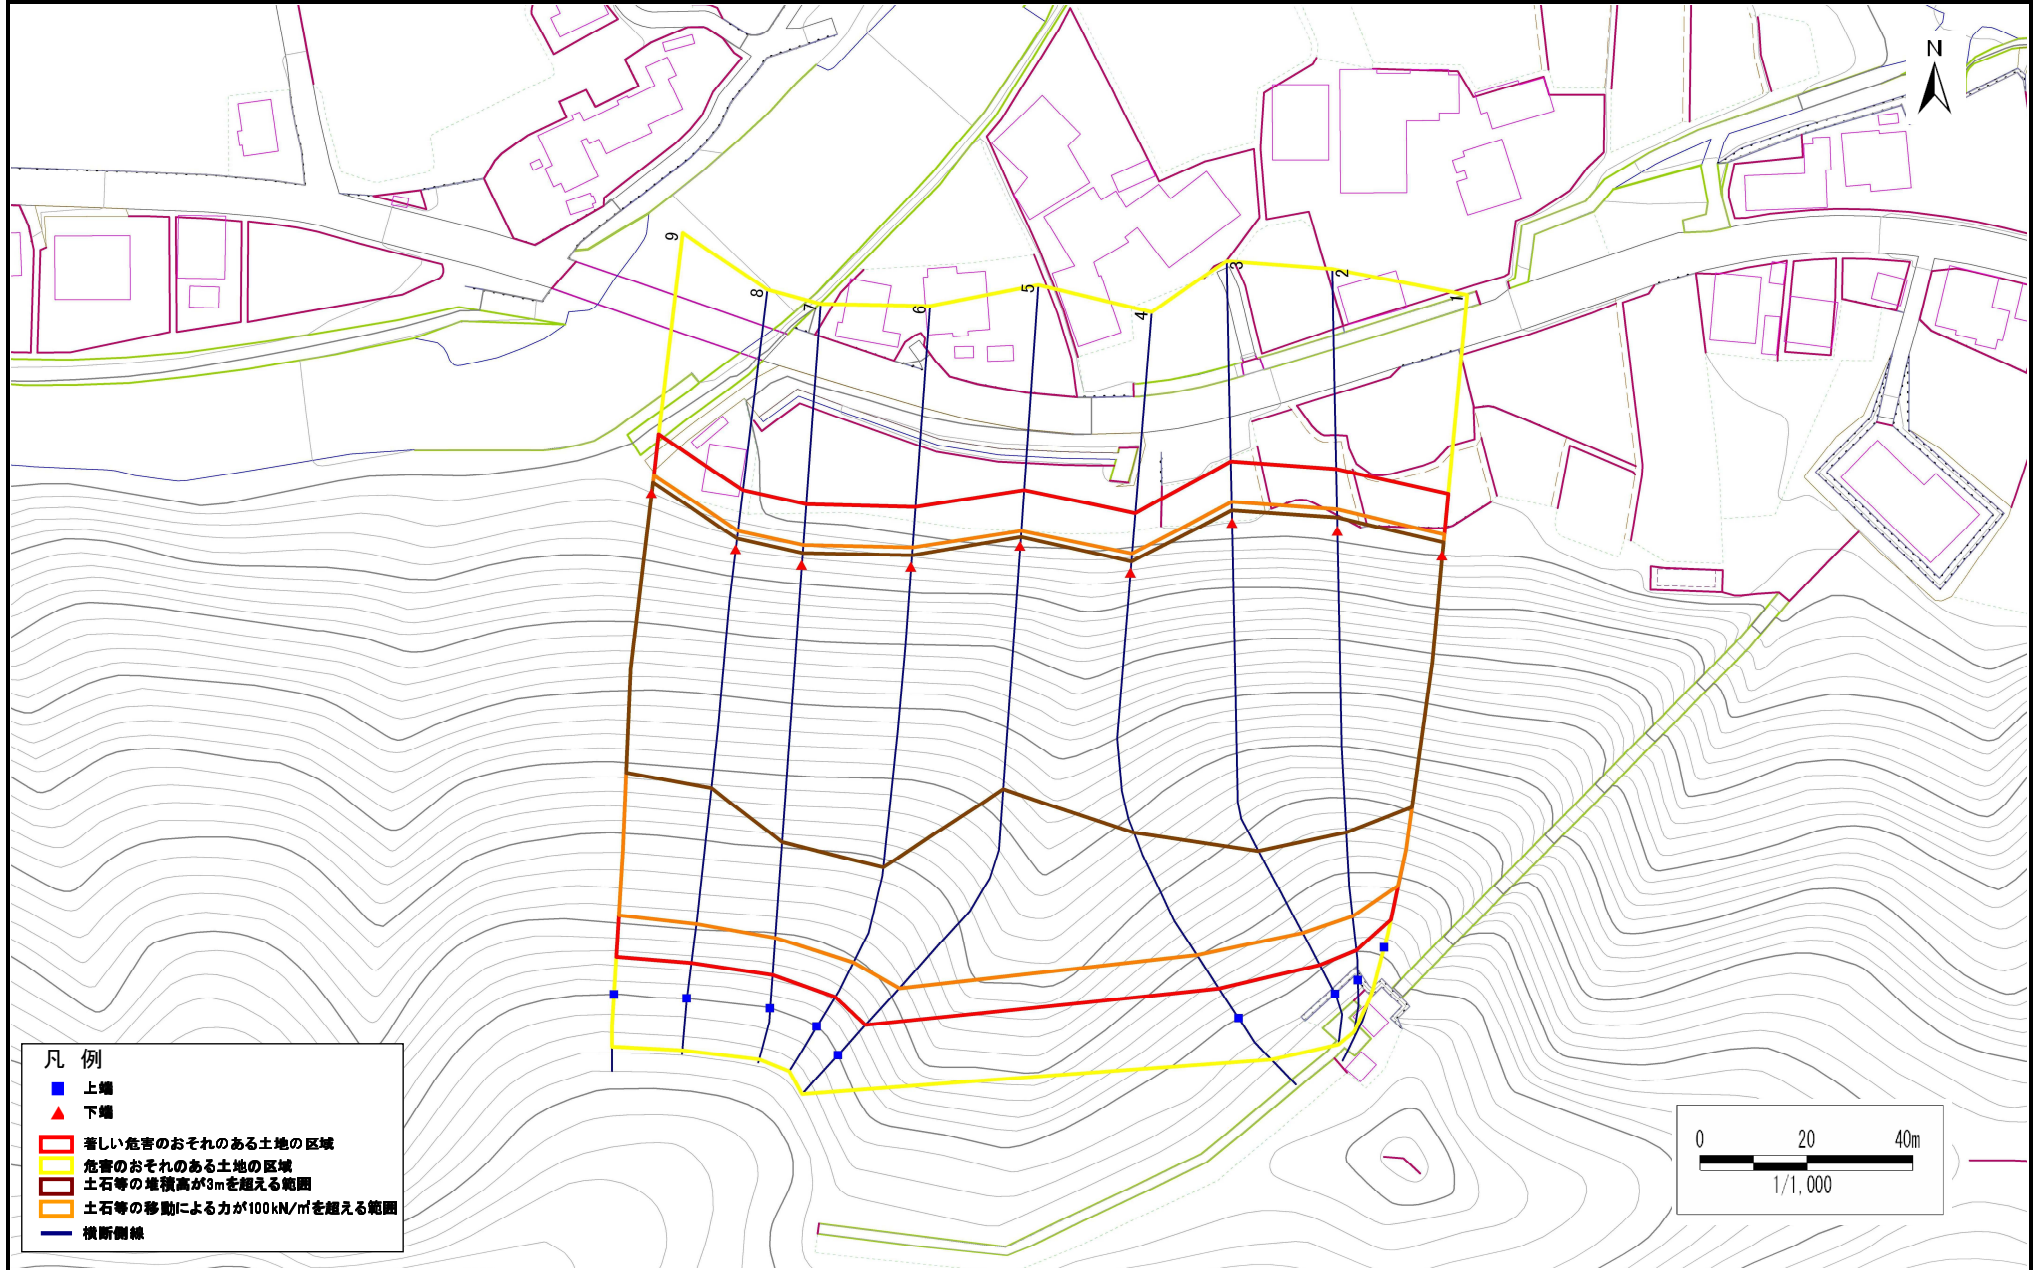 N
9
8
7
6
5
4
3
2
1
凡 例
上端
下端
著しい危害のおそれのある土地の区域
危害のおそれのある土地の区域
土石等の堆積高が3mを超える範囲
土石等の移動による力が100kN/㎡を超える範囲
横断側線
0 20 40m
1/1,000